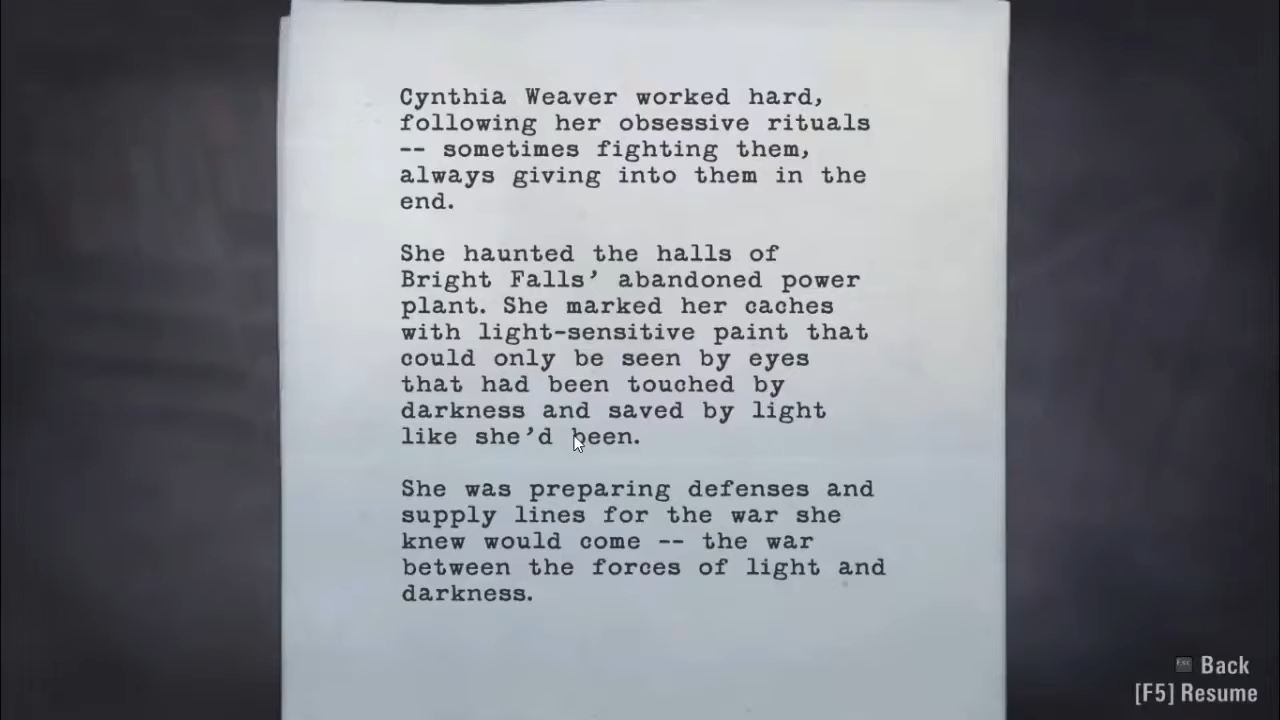 Cynthia Weaver worked hard,
following her obsessive rituals
-- sometimes fighting them,
always giving into them in the
end.
She haunted the halls of
Bright Falls’ abandoned power
plant. She marked her caches
with light-sensitive paint that
could only be seen by eyes
that had been touched by
darkness and saved by light
like she’d been.
She was preparing defenses and
supply lines for the war she
knew would come -- the war
between the forces of light and
darkness.
Esc Back
[F5] Resume